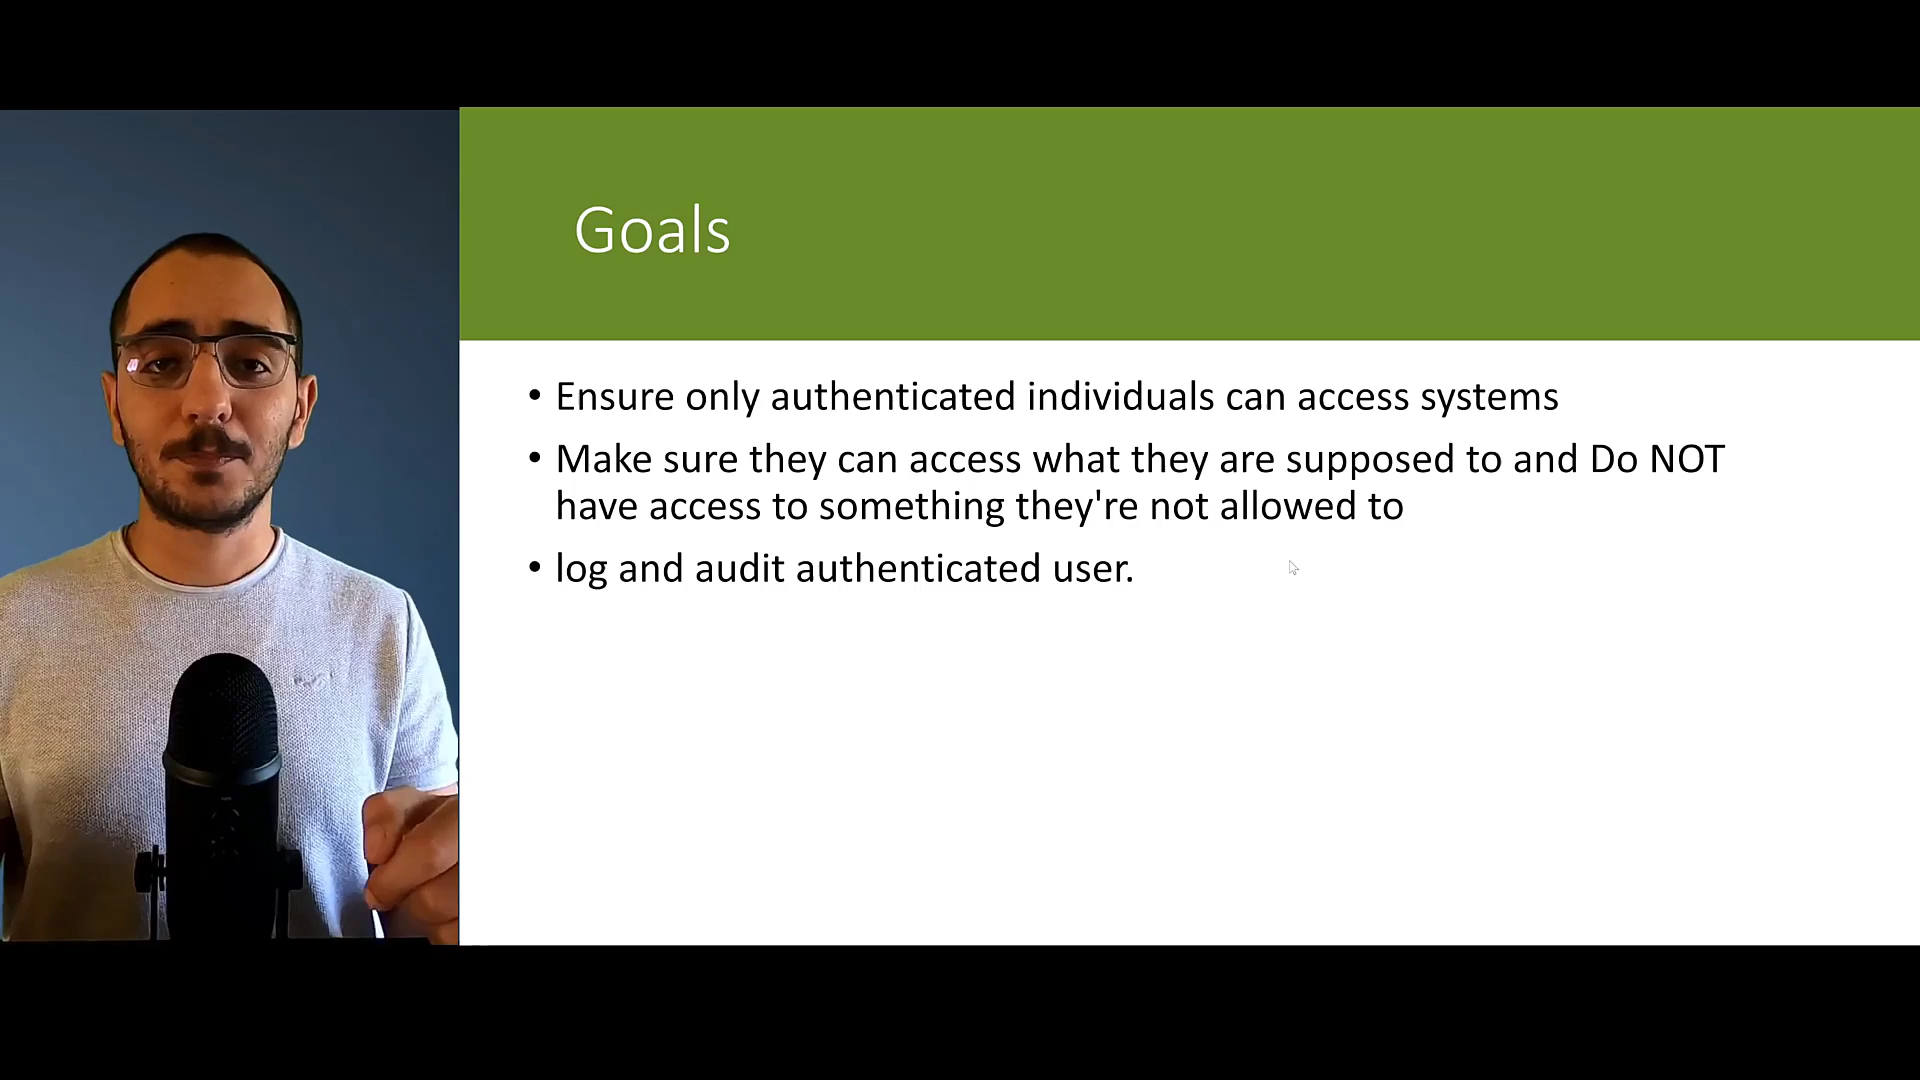 Goals
• Ensure only authenticated individuals can access systems
• Make sure they can access what they are supposed to and Do NOT
have access to something they're not allowed to
• log and audit authenticated user.